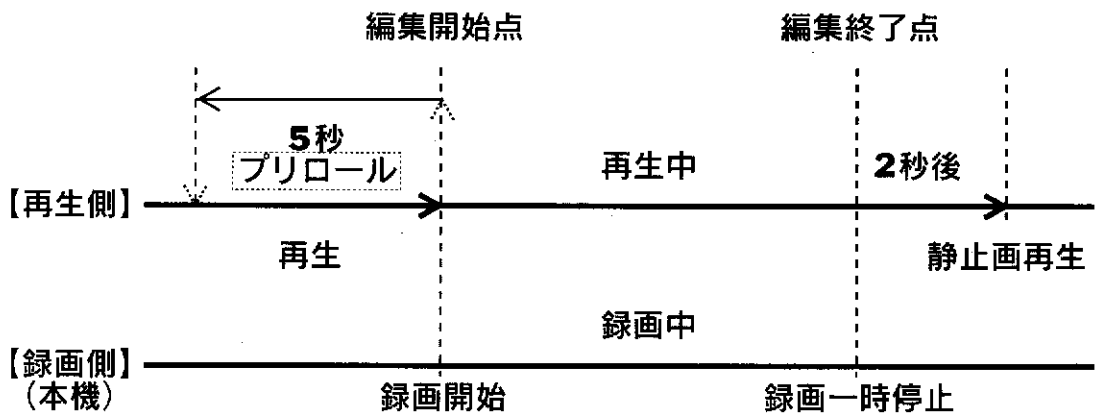 編集開始点
編集終了点
5秒
プリロール
再生中
2秒後
【再生側】
再生
静止画再生
録画中
【録画側】
(本機)
録画開始
録画一時停止